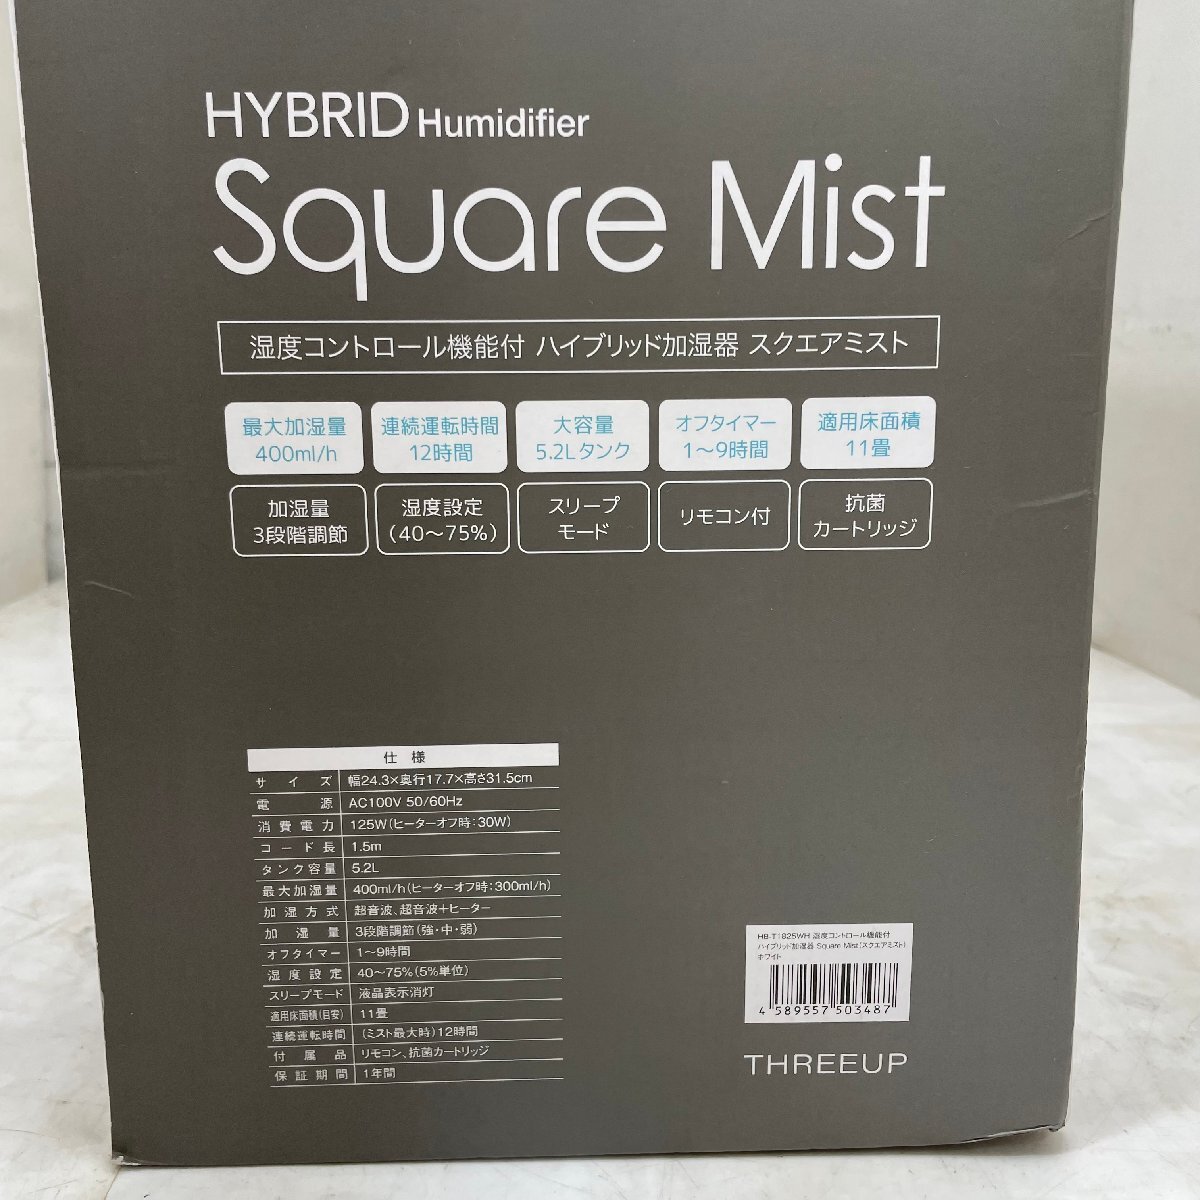 HYBRID Humidifier
Square Mist
湿度コントロール機能付 ハイブリッド加湿器 スクエアミスト
最大加湿量
400ml/h
連続運転時間
12時間
大容量
5.2Lタンク
オフタイマー
1〜9時間
適用床面積
11畳
加湿量
3段階調節
湿度設定
(40〜75%)
スリープ
モード
リモコン付
抗菌
カートリッジ
仕様
サイズ 幅24.3×奥行17.7×高さ31.5cm
電源 AC100V 50/60Hz
消費電力 125W(ヒーターオフ時:30W)
コード長 1.5m
タンク容量 5.2L
最大加湿量 400ml/h(ヒーターオフ時:300ml/h)
加湿方式 超音波、超音波+ヒーター
加湿量 3段階調節(強・中・弱)
オフタイマー 1〜9時間
湿度設定 40〜75%(5%単位)
スリープモード 液晶表示消灯
適用床面積(目安) 11畳
連続運転時間 (ミスト最大時)12時間
付属品 リモコン、抗菌カートリッジ
保証期間 1年間
HB-T1825WH 湿度コントロール機能付
ハイブリッド加湿器 Square Mist(スクエアミスト)
ホワイト
4 589557 503487
THREEUP